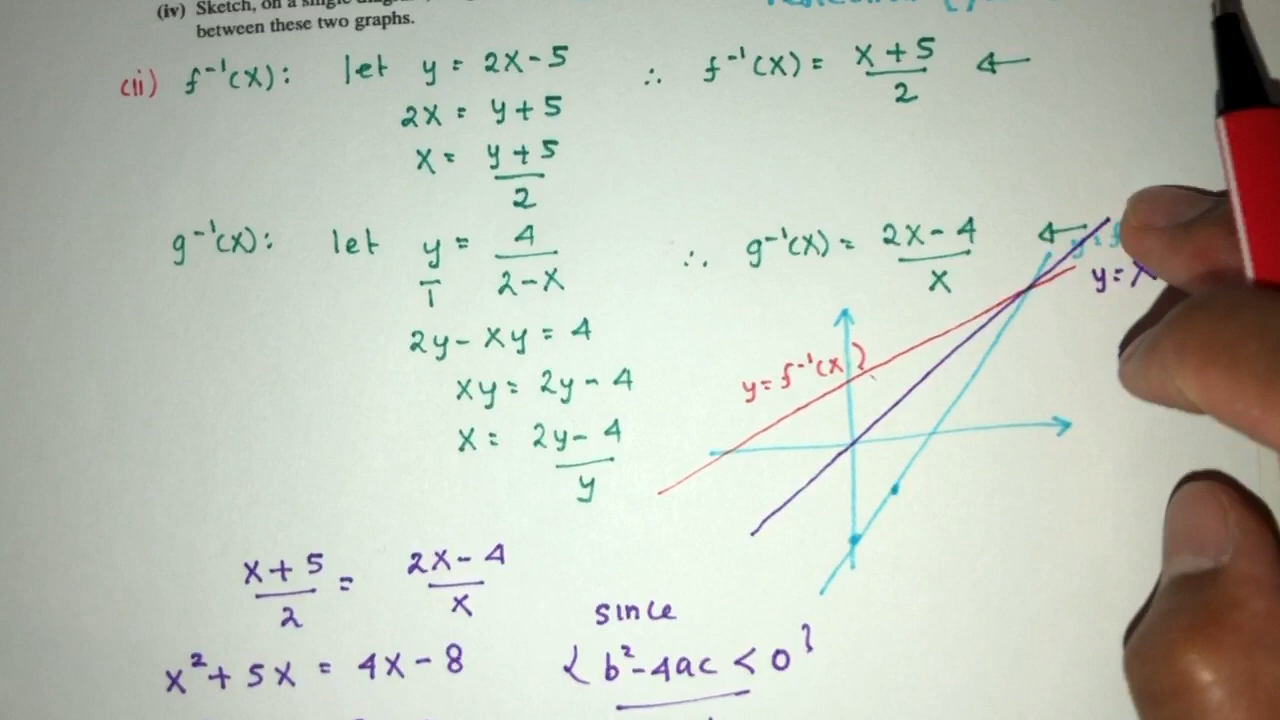 (iv) Sketch, on a single
between these two graphs.
(ii) f⁻¹(x): let y = 2x-5
2x = y+5
x = y+5/2
∴ f⁻¹(x) = x+5/2 ←
g⁻¹(x): let y/1 = 4/2-x
2y - xy = 4
xy = 2y - 4
x = 2y-4/y
∴ g⁻¹(x) = 2x-4/x ←
y = x
y = f⁻¹(x)
x+5/2 = 2x-4/x
x² + 5x = 4x - 8
since
{b²-4ac < 0}